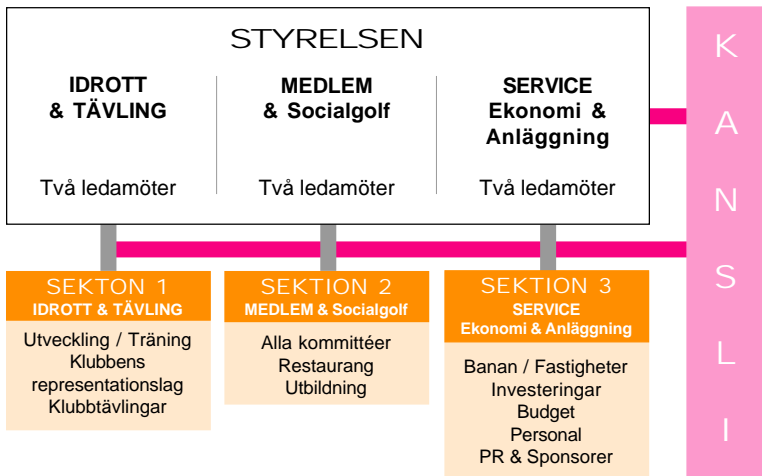 STYRELSEN
IDROTT
& TÄVLING
Två ledamöter
MEDLEM
& Socialgolf
Två ledamöter
SERVICE
Ekonomi &
Anläggning
Två ledamöter
KANSLI
SEKTON 1
IDROTT & TÄVLING
Utveckling / Träning
Klubbens
representationslag
Klubbtävlingar
SEKTION 2
MEDLEM & Socialgolf
Alla kommittéer
Restaurang
Utbildning
SEKTION 3
SERVICE
Ekonomi & Anläggning
Banan / Fastigheter
Investeringar
Budget
Personal
PR & Sponsorer